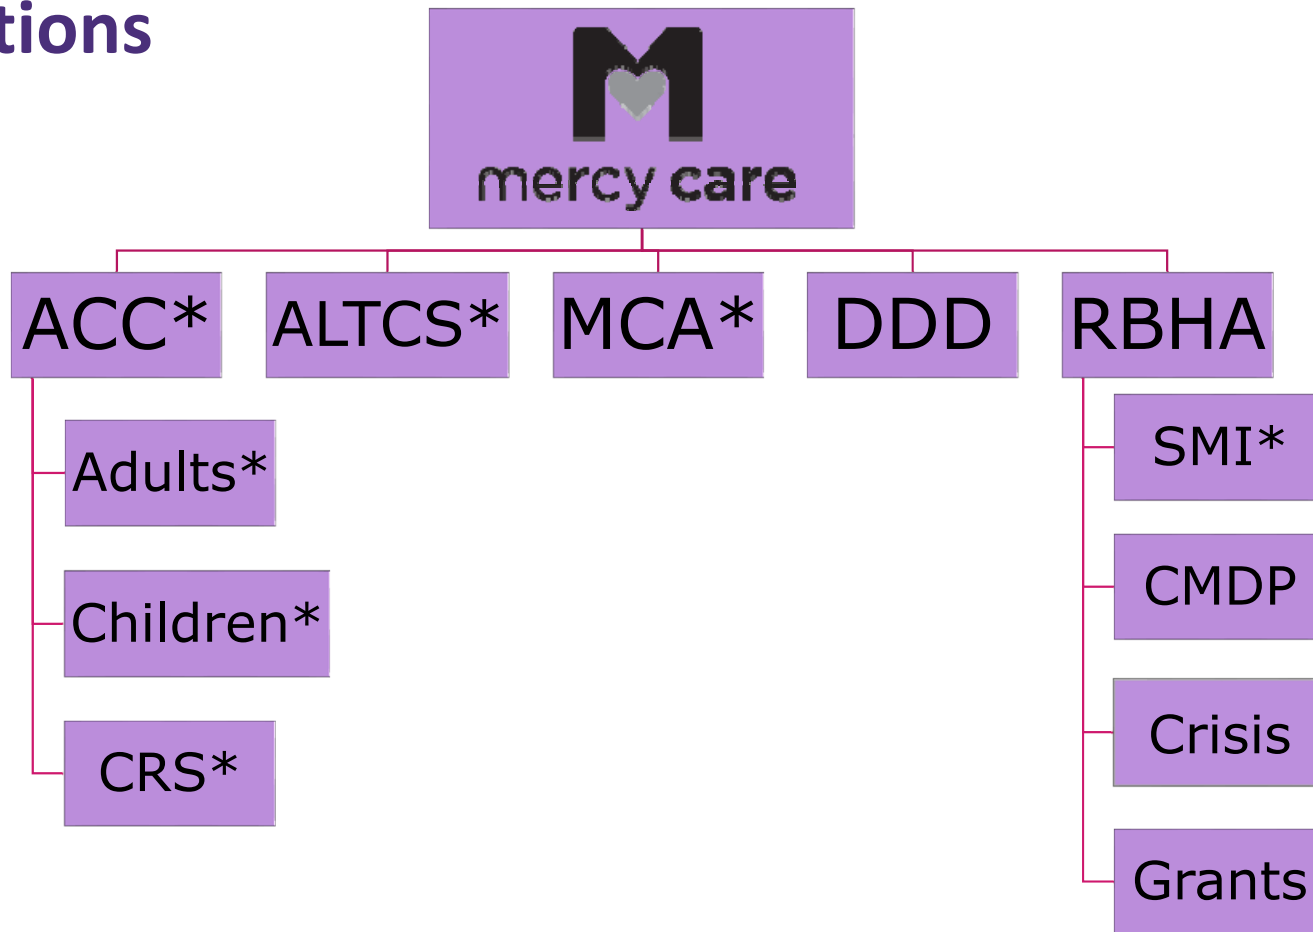 tions
mercy care
ACC*
ALTCS*
MCA*
DDD
RBHA
Adults*
Children*
CRS*
SMI*
CMDP
Crisis
Grants